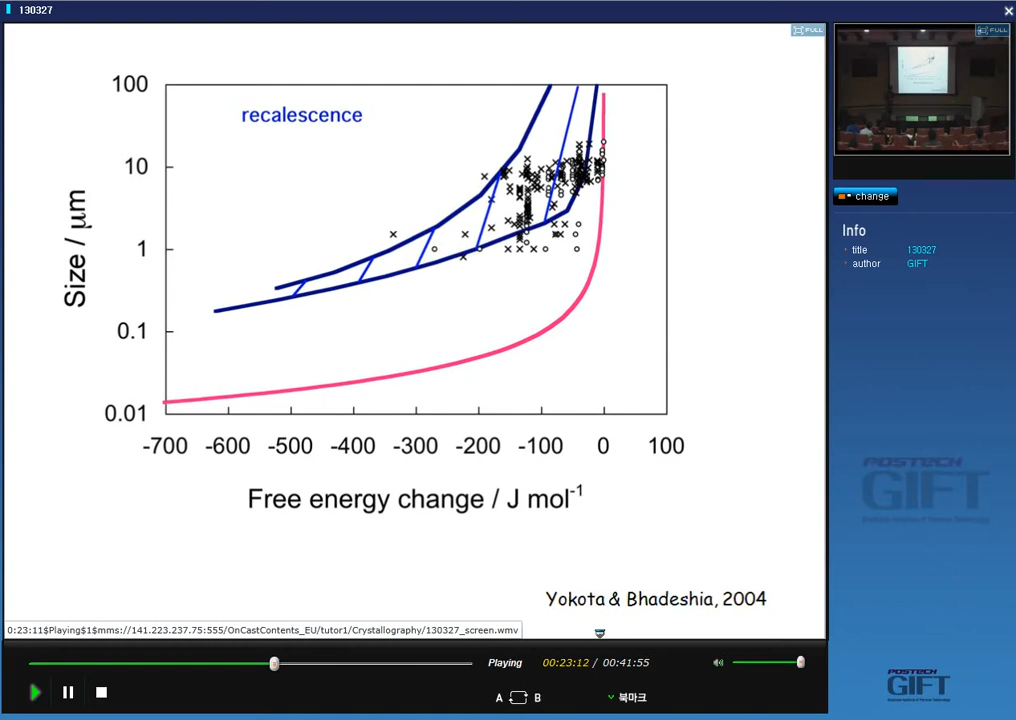 130327
FULL
FULL
recalescence
100
10
1
0.1
0.01
Size / μm
-700 -600 -500 -400 -300 -200 -100 0 100
Free energy change / J mol-1
Yokota & Bhadeshia, 2004
change
Info
title 130327
author GIFT
POSTECH
GIFT
0:23:11$Playing$1$mms://141.223.237.75:555/OnCastContents_EU/tutor1/Crystallography/130327_screen.wmv
Playing 00:23:12 / 00:41:55
A B 북마크
POSTECH
GIFT